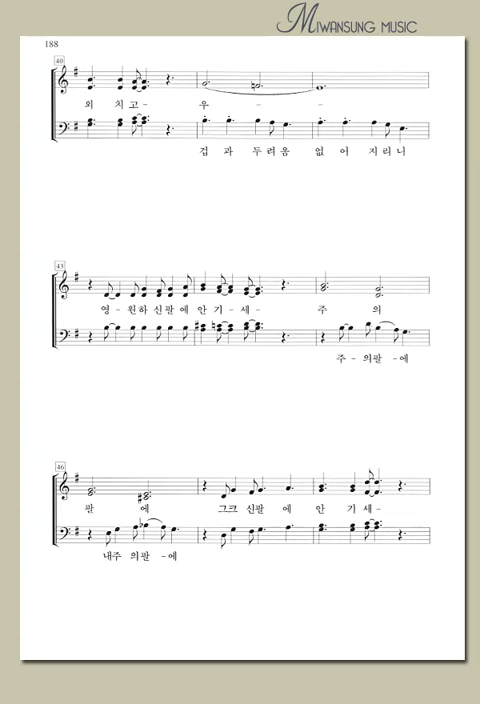 MIWANSUNG MUSIC
188
40
외 치고- 우- - -
겁 과 두 려 움 없 어 지 리 니
43
영- 원하 신팔 에 안 기- 세- 주 의
주- 의팔 -에
46
팔 에 그크 신팔 에 안 기 세-
내주 의팔 -에